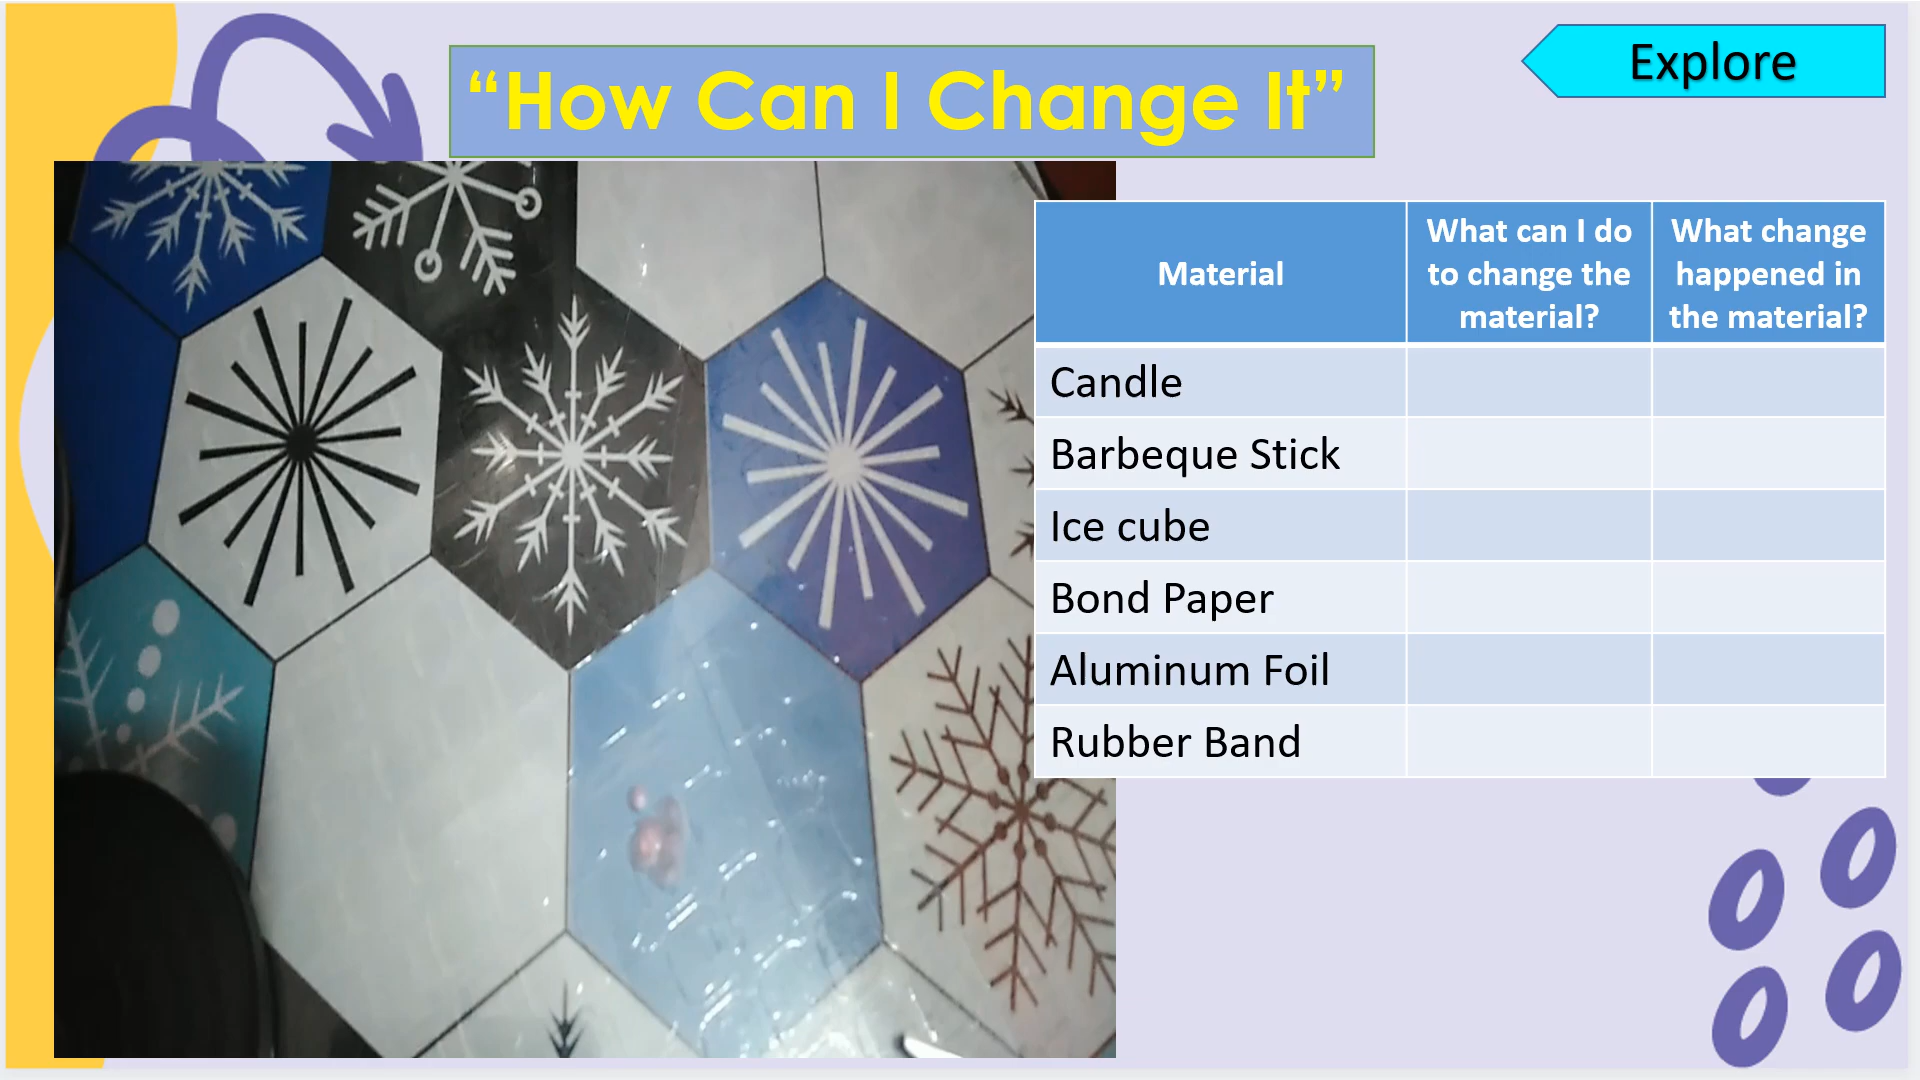 “How Can I Change It”
Explore
Material
What can I do
to change the
material?
What change
happened in
the material?
Candle
Barbeque Stick
Ice cube
Bond Paper
Aluminum Foil
Rubber Band